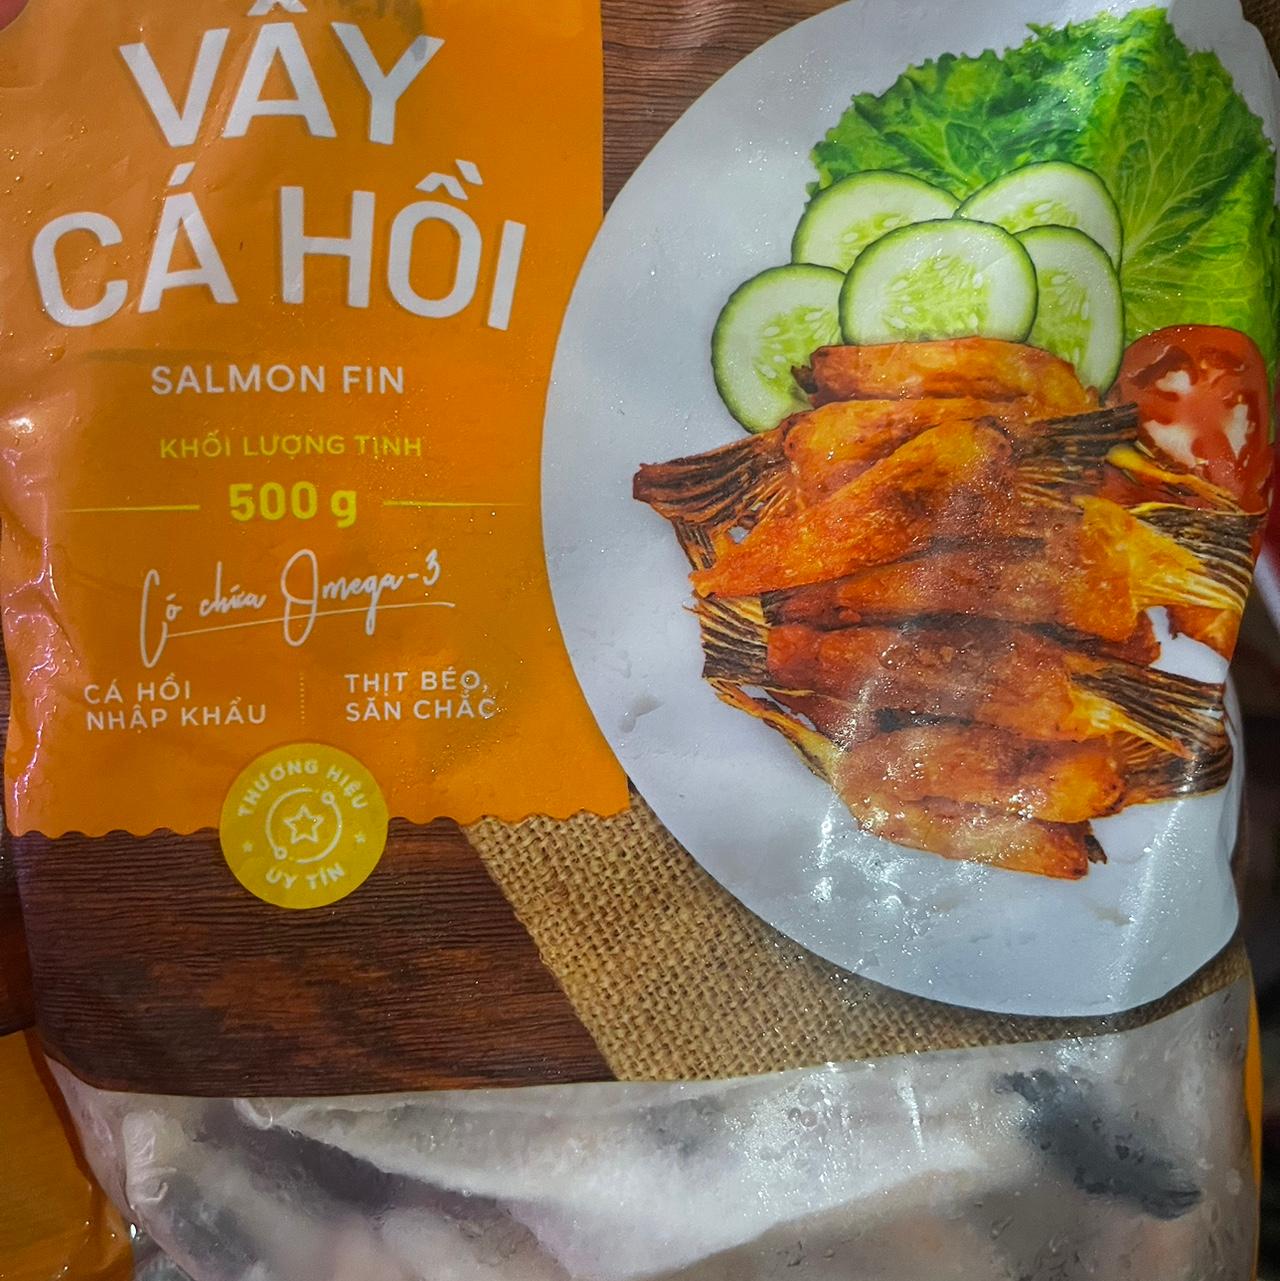 VÂY
CÁ HỒI
SALMON FIN
KHỐI LƯỢNG TỊNH
500 g
Có chứa Omega-3
CÁ HỒI
NHẬP KHẨU
THỊT BÉO,
SĂN CHẮC
THƯƠNG HIỆU
UY TÍN